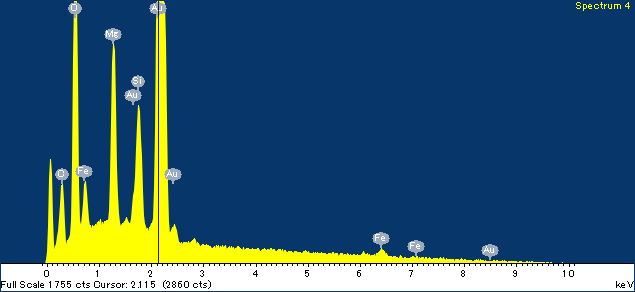 Spectrum 4
O Au
Mg
Si
Au
O Fe Au
Fe Fe Au
0 1 2 3 4 5 6 7 8 9 10
Full Scale 1755 cts Cursor: 2.115 (2860 cts) keV